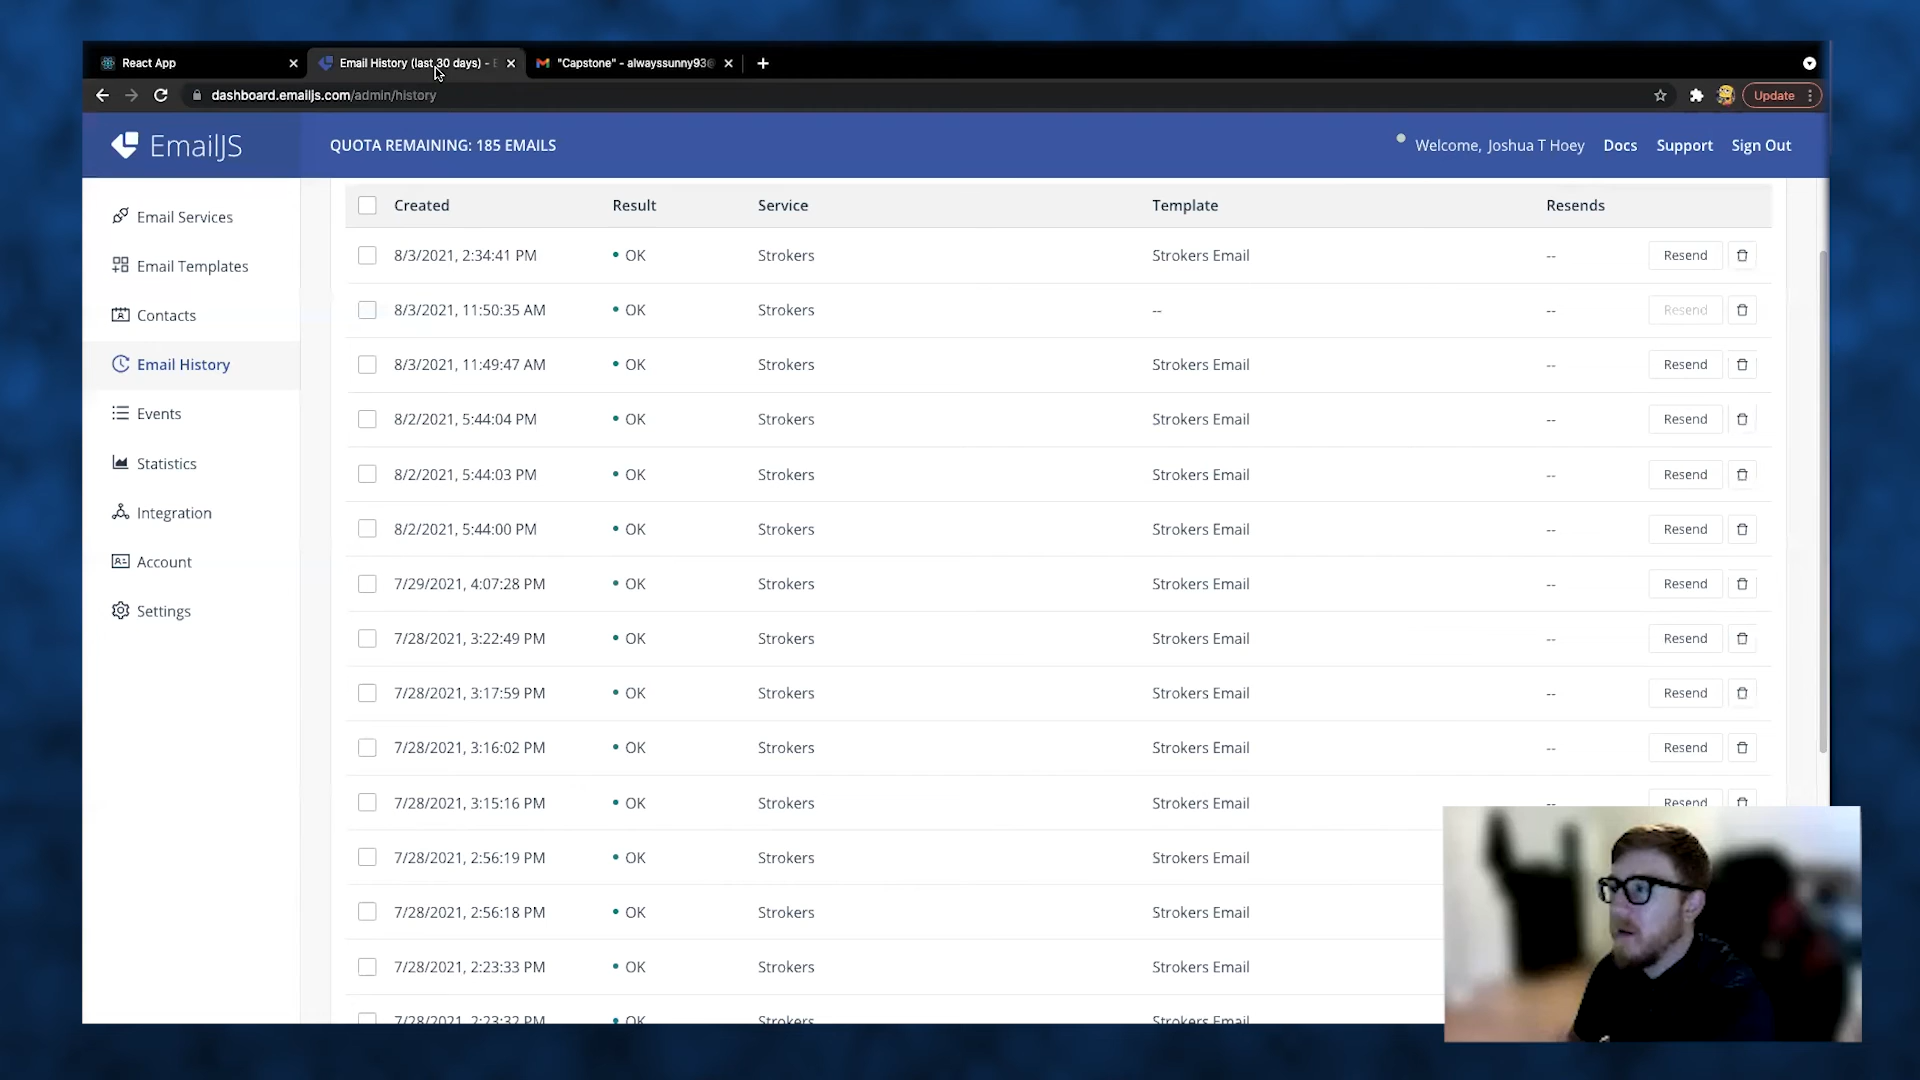 React App
Email History (last 30 days) - E
"Capstone" - alwayssunny93@
dashboard.emailjs.com/admin/history
Update
EmailJS
QUOTA REMAINING: 185 EMAILS
Welcome, Joshua T Hoey
Docs
Support
Sign Out
Email Services
Email Templates
Contacts
Email History
Events
Statistics
Integration
Account
Settings
Created Result Service Template Resends
8/3/2021, 2:34:41 PM OK Strokers Strokers Email -- Resend
8/3/2021, 11:50:35 AM OK Strokers -- -- Resend
8/3/2021, 11:49:47 AM OK Strokers Strokers Email -- Resend
8/2/2021, 5:44:04 PM OK Strokers Strokers Email -- Resend
8/2/2021, 5:44:03 PM OK Strokers Strokers Email -- Resend
8/2/2021, 5:44:00 PM OK Strokers Strokers Email -- Resend
7/29/2021, 4:07:28 PM OK Strokers Strokers Email -- Resend
7/28/2021, 3:22:49 PM OK Strokers Strokers Email -- Resend
7/28/2021, 3:17:59 PM OK Strokers Strokers Email -- Resend
7/28/2021, 3:16:02 PM OK Strokers Strokers Email -- Resend
7/28/2021, 3:15:16 PM OK Strokers Strokers Email -- Resend
7/28/2021, 2:56:19 PM OK Strokers Strokers Email
7/28/2021, 2:56:18 PM OK Strokers Strokers Email
7/28/2021, 2:23:33 PM OK Strokers Strokers Email
7/28/2021, 2:23:32 PM OK Strokers Strokers Email